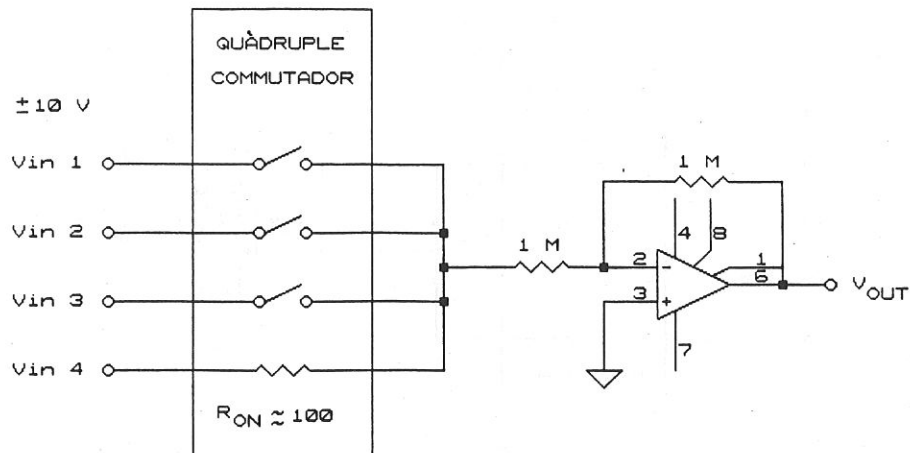 QUÀDRUPLE
COMMUTADOR
±10 V
Vin 1
Vin 2
Vin 3
Vin 4
RON ≈ 100
1 M
1 M
4
8
2
-
1
6
3
+
7
VOUT